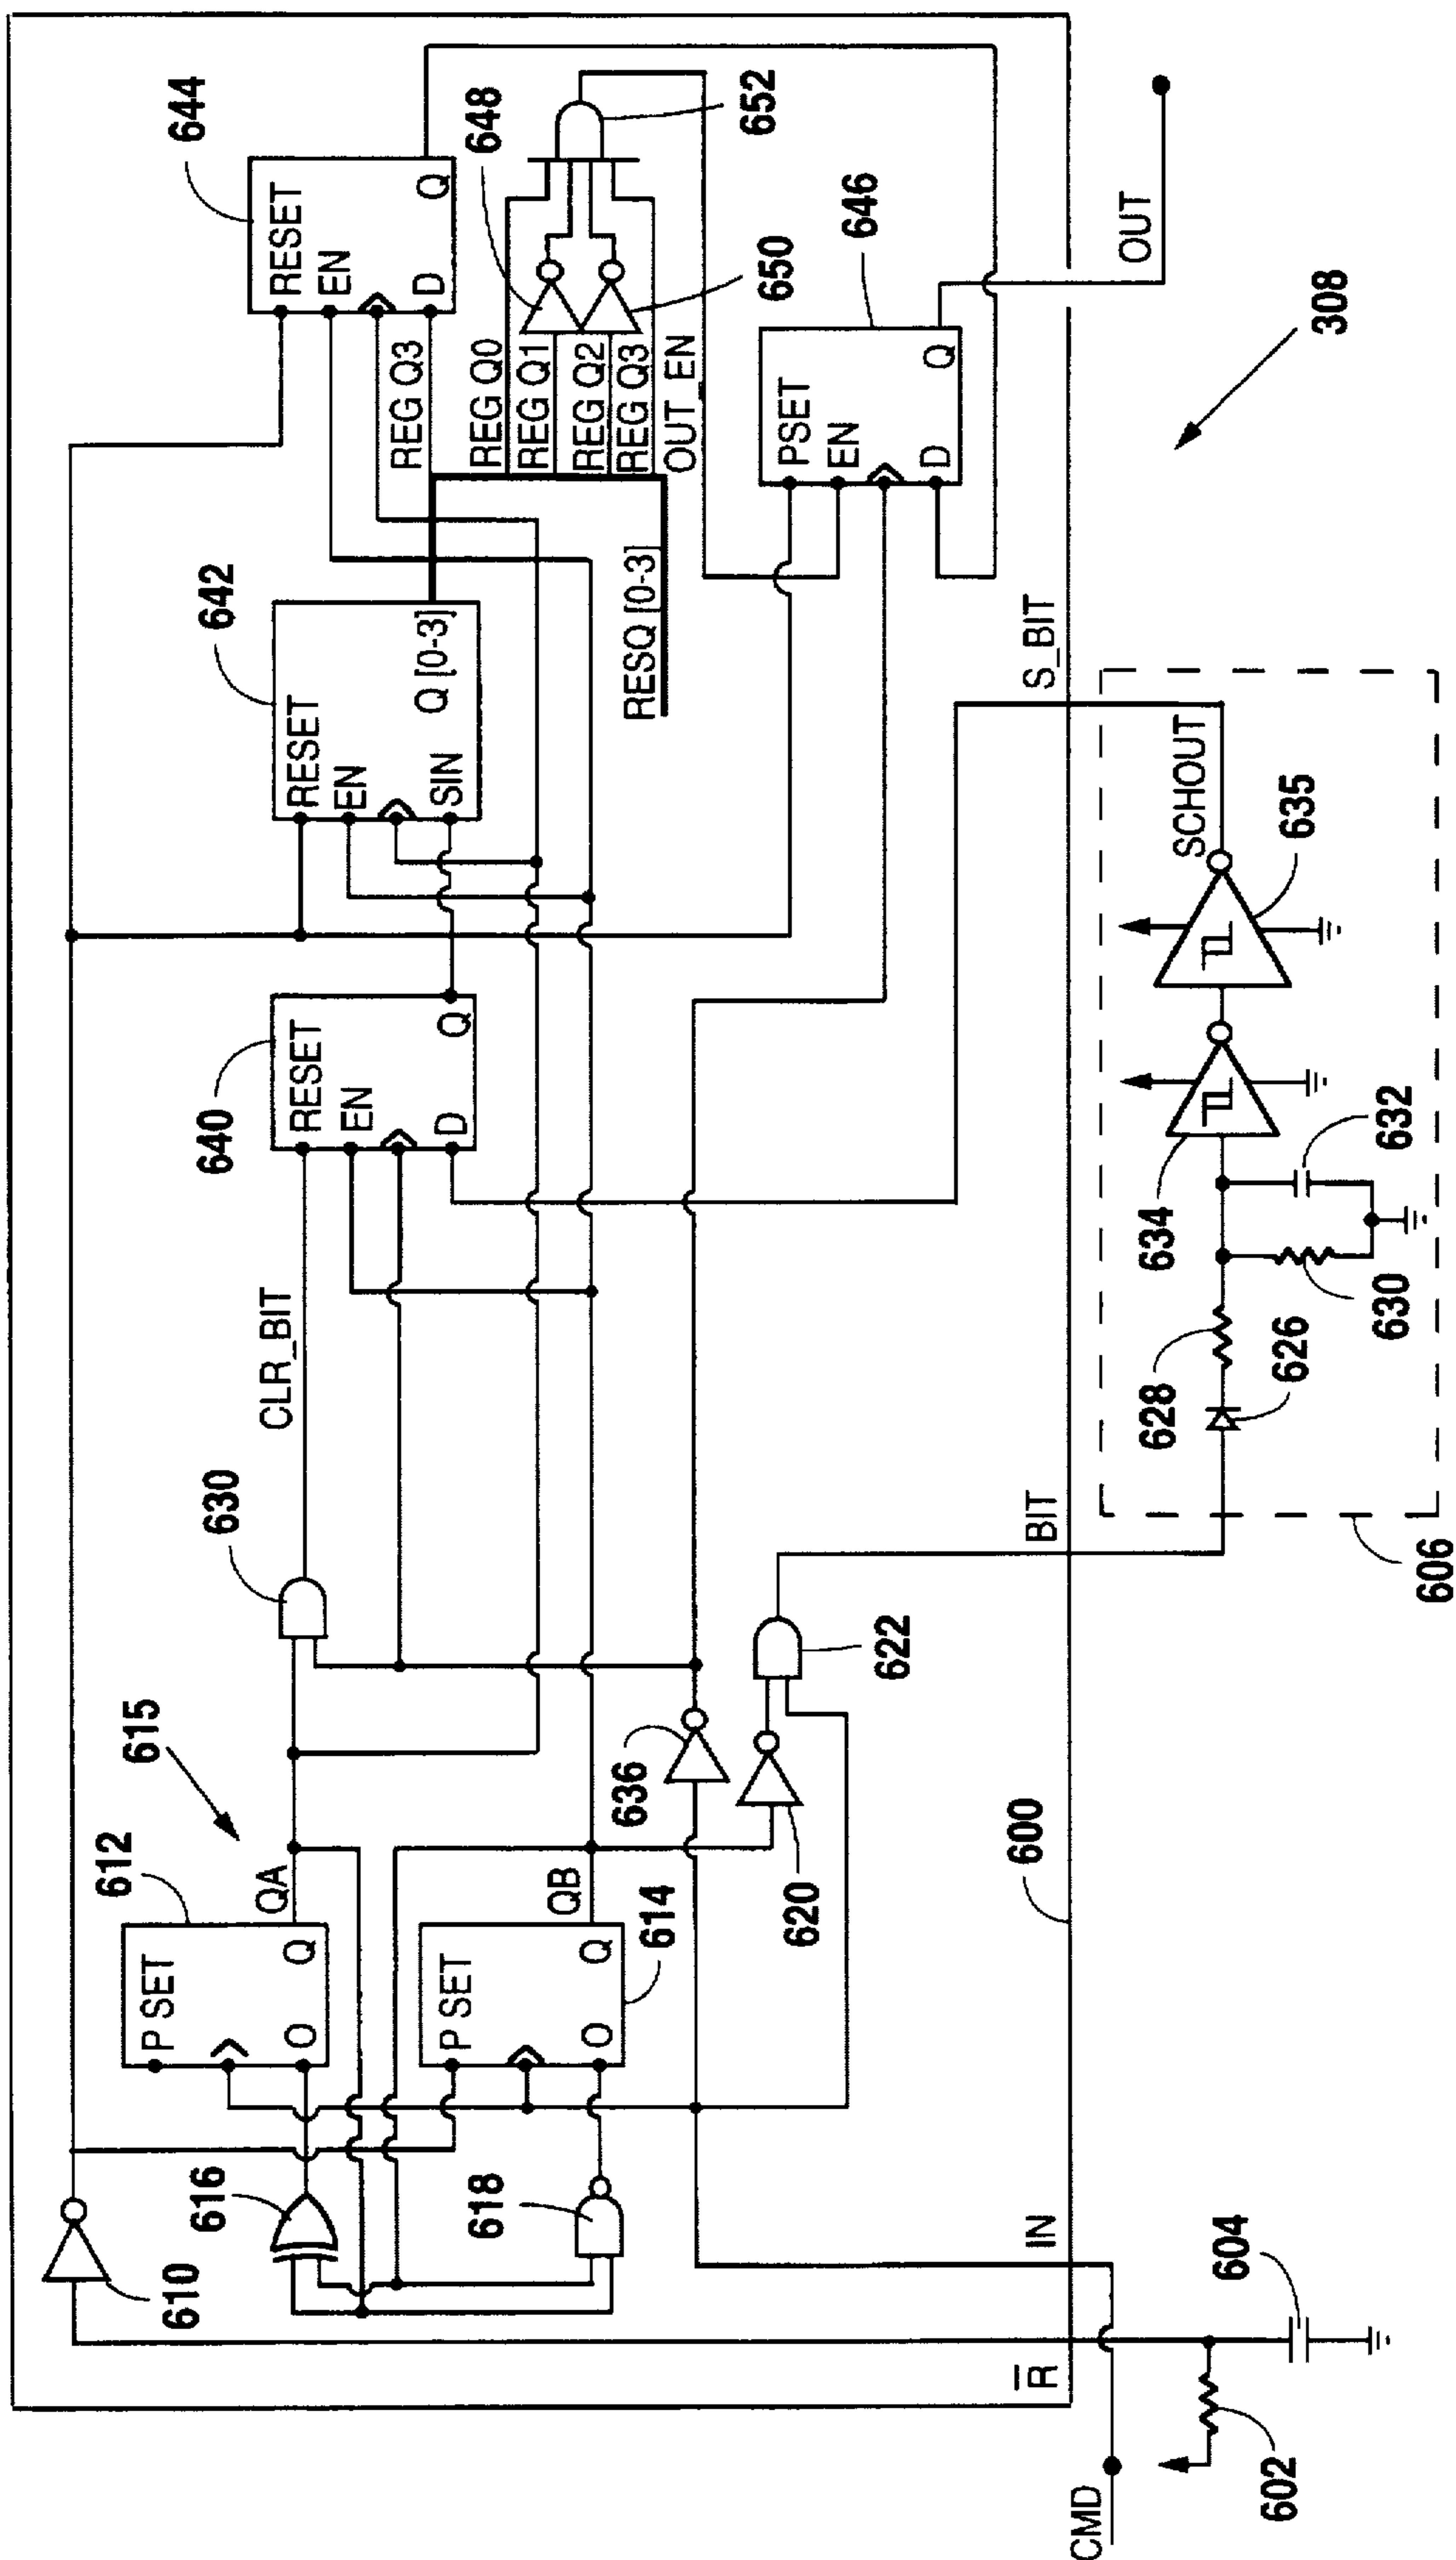 644
RESET
EN
D
Q
REG Q3
648
652
REG Q0
REG Q1
REG Q2
REG Q3
OUT_EN
650
646
PSET
EN
D
Q
OUT
308
642
RESET
EN
SIN
Q [0-3]
RESQ [0-3]
S_BIT
640
RESET
EN
D
Q
CLR_BIT
630
615
612
P SET
O
Q
QA
P SET
O
Q
QB
614
636
620
622
BIT
600
616
618
610
IN
R̅
CMD
602
604
606
628
626
630
632
634
635
SCHOUT